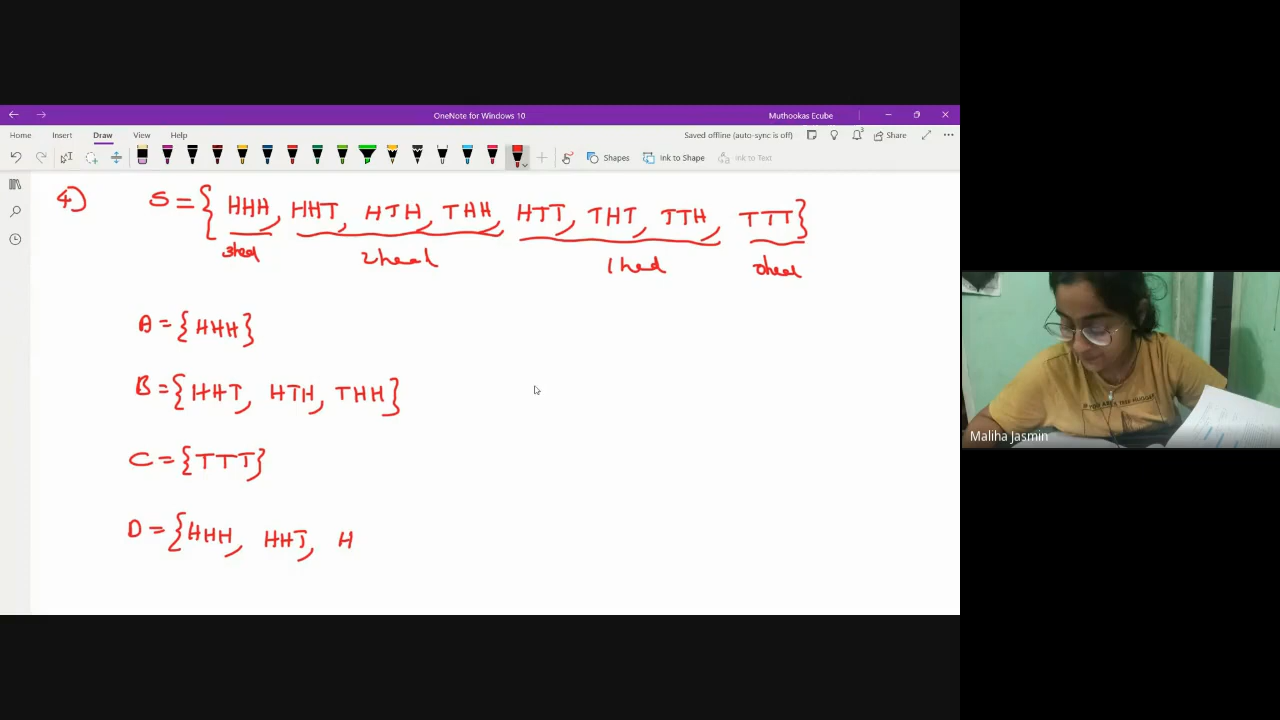 OneNote for Windows 10
Muthookas Ecube
Home Insert Draw View Help
Saved offline (auto-sync is off)
Share
Shapes
Ink to Shape
Ink to Text
4) S = { HHH, HHT, HTH, THH, HTT, THT, TTH, TTT }
3hed 2head 1hed 0head
A = { HHH }
B = { HHT, HTH, THH }
C = { TTT }
D = { HHH, HHT, H
Maliha Jasmin